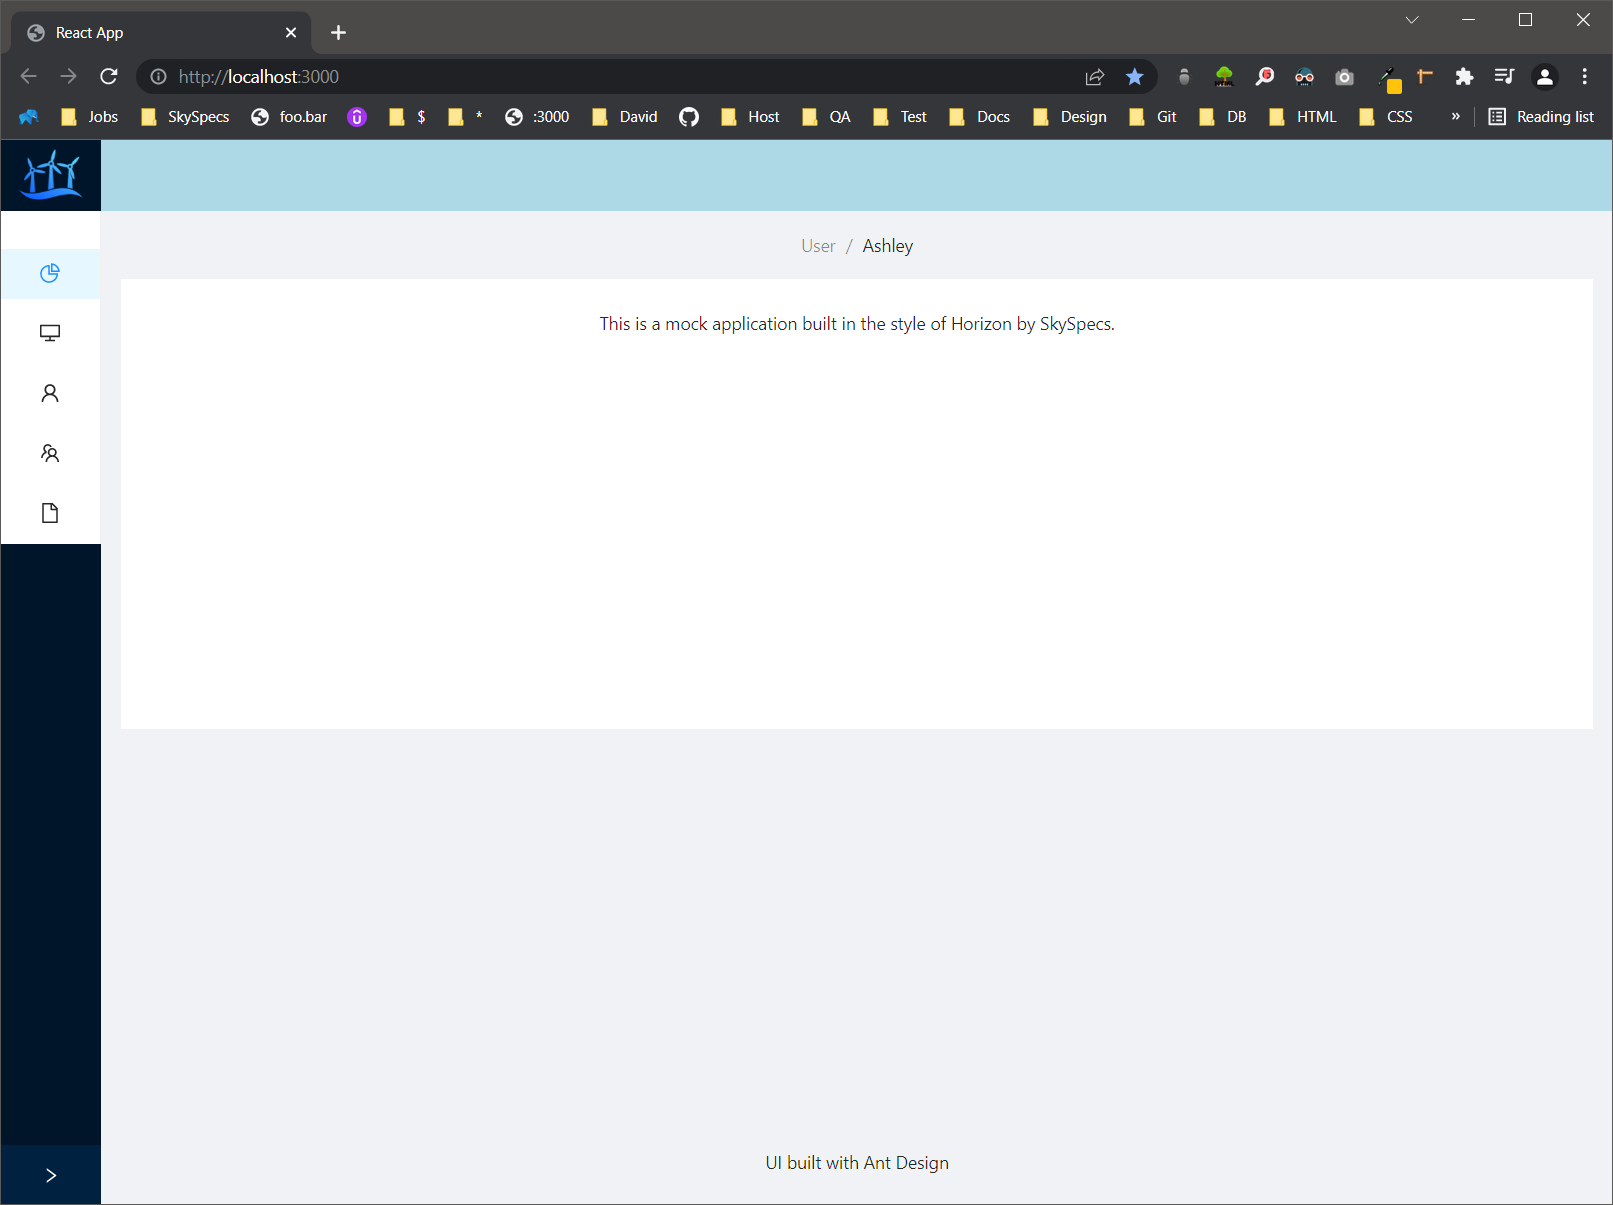 React App
http://localhost:3000
Jobs SkySpecs foo.bar $ * :3000 David Host QA Test Docs Design Git DB HTML CSS » Reading list
User / Ashley
This is a mock application built in the style of Horizon by SkySpecs.
UI built with Ant Design